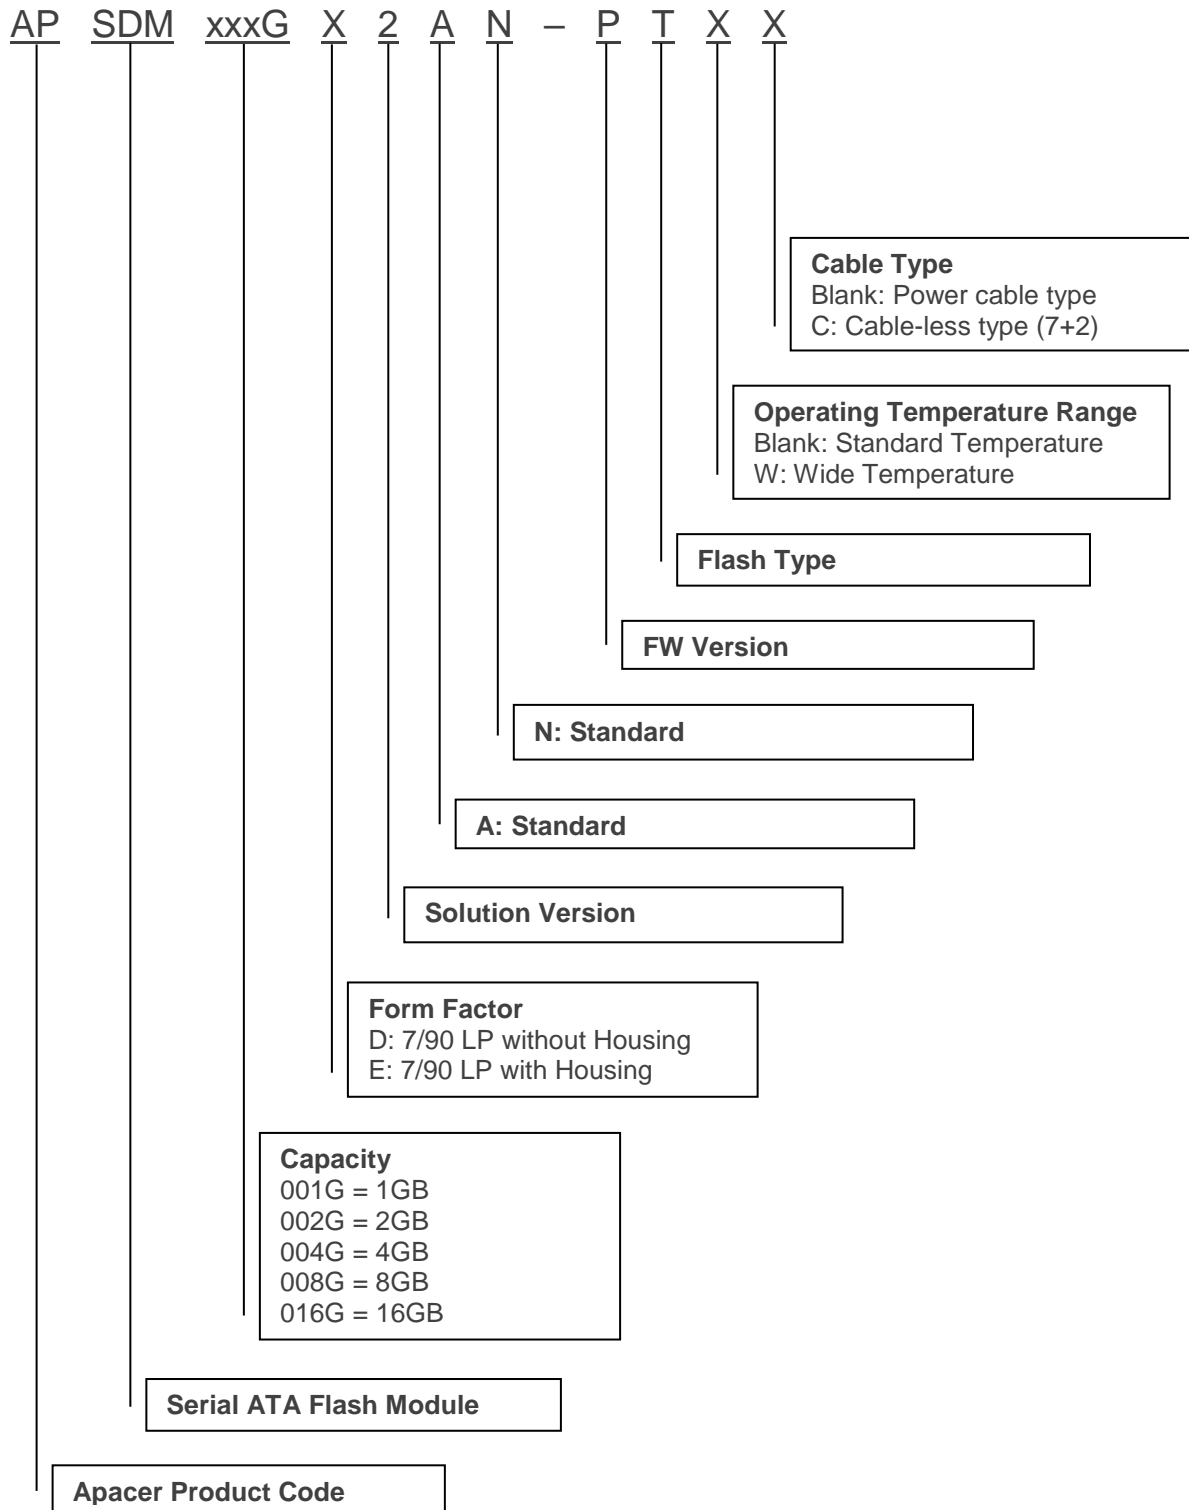 AP SDM xxxG X 2 A N – P T X X
Cable Type
Blank: Power cable type
C: Cable-less type (7+2)
Operating Temperature Range
Blank: Standard Temperature
W: Wide Temperature
Flash Type
FW Version
N: Standard
A: Standard
Solution Version
Form Factor
D: 7/90 LP without Housing
E: 7/90 LP with Housing
Capacity
001G = 1GB
002G = 2GB
004G = 4GB
008G = 8GB
016G = 16GB
Serial ATA Flash Module
Apacer Product Code